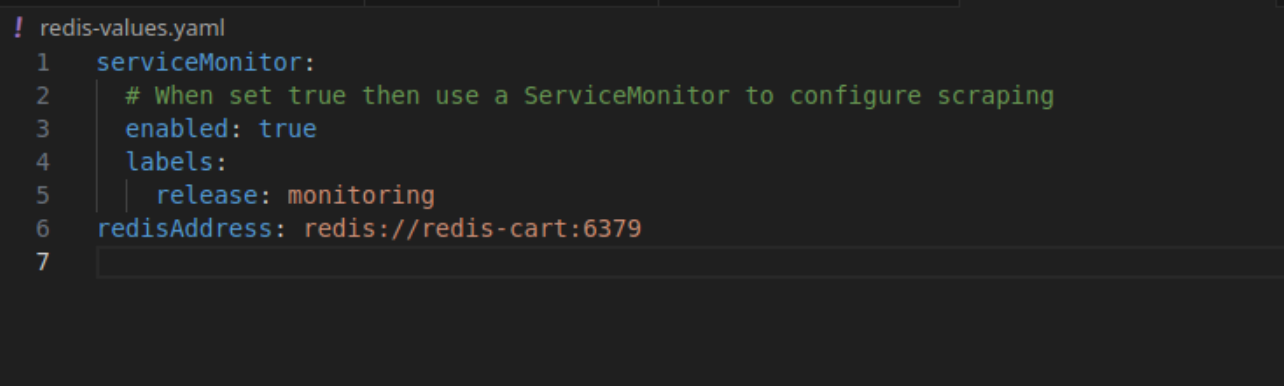 ! redis-values.yaml
1 serviceMonitor:
2 # When set true then use a ServiceMonitor to configure scraping
3 enabled: true
4 labels:
5 release: monitoring
6 redisAddress: redis://redis-cart:6379
7